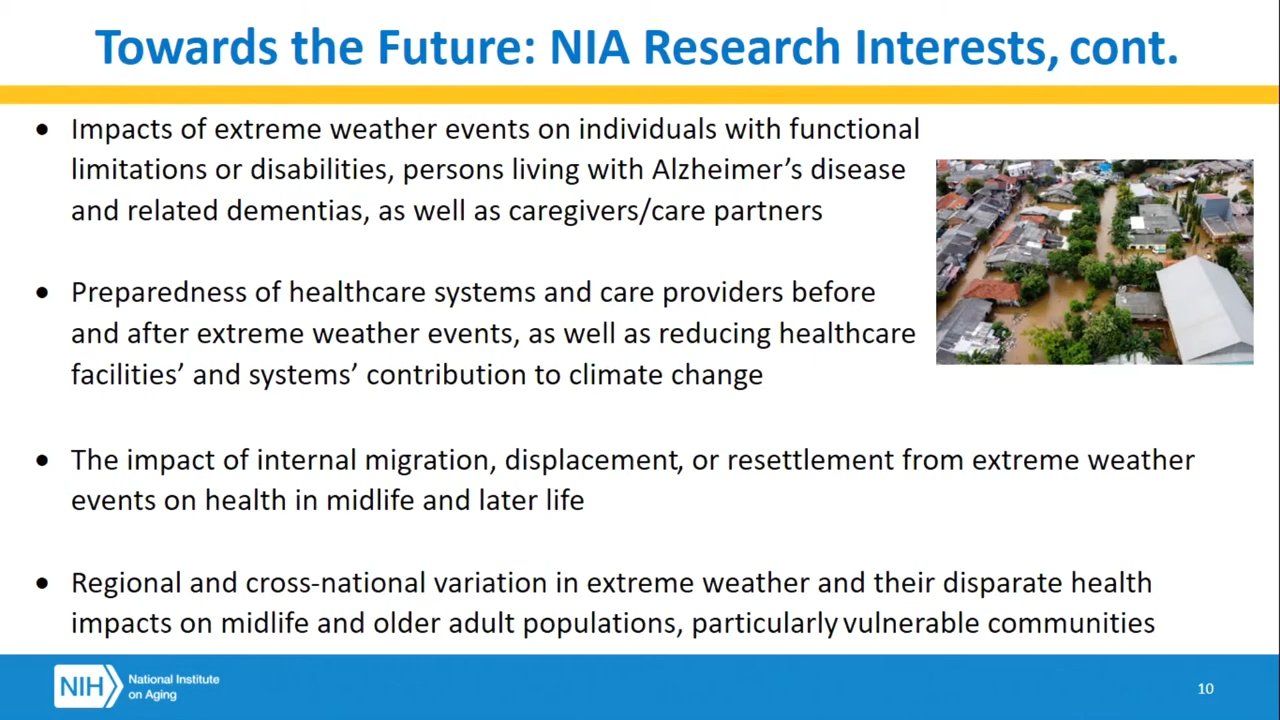 Towards the Future: NIA Research Interests, cont.
• Impacts of extreme weather events on individuals with functional
limitations or disabilities, persons living with Alzheimer’s disease
and related dementias, as well as caregivers/care partners
• Preparedness of healthcare systems and care providers before
and after extreme weather events, as well as reducing healthcare
facilities’ and systems’ contribution to climate change
• The impact of internal migration, displacement, or resettlement from extreme weather
events on health in midlife and later life
• Regional and cross-national variation in extreme weather and their disparate health
impacts on midlife and older adult populations, particularly vulnerable communities
NIH
National Institute
on Aging
10